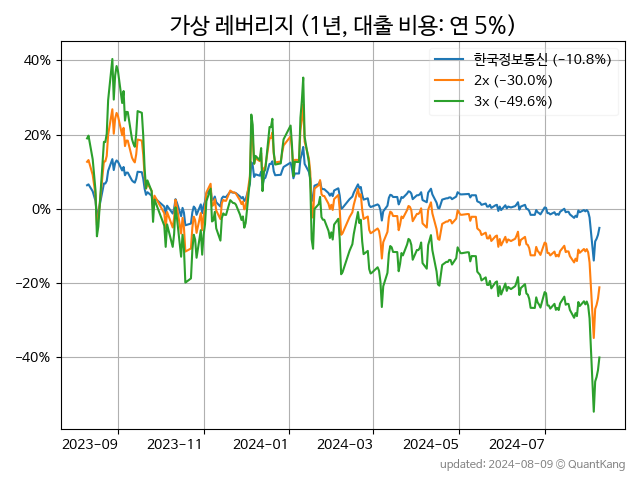 가상 레버리지 (1년, 대출 비용: 연 5%)
한국정보통신 (−10.8%)
2x (−30.0%)
3x (−49.6%)
40%
20%
0%
−20%
−40%
2023-09 2023-11 2024-01 2024-03 2024-05 2024-07
updated: 2024-08-09 © QuantKang